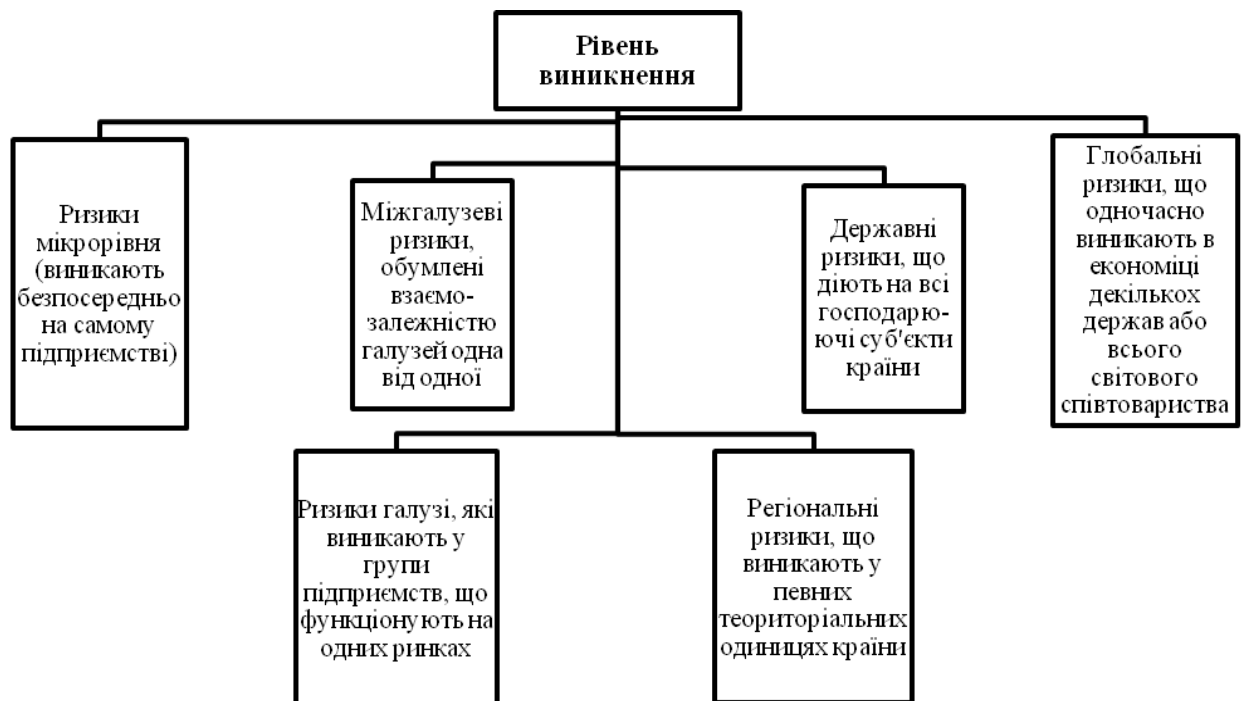 Рівень
виникнення
Ризики
мікрорівня
(виникають
безпосередньо
на самому
підприємстві)
Міжгалузеві
ризики,
обумлені
взаємо-
залежністю
галузей одна
від одної
Державні
ризики, що
діють на всі
господарю-
ючі суб'єкти
країни
Глобальні
ризики, що
одночасно
виникають в
економіці
декількох
держав або
всього
світового
співтовариства
Ризики галузі, які
виникають у
групи
підприємств, що
функціонують на
одних ринках
Регіональні
ризики, що
виникають у
певних
теориторіальних
одиницях країни